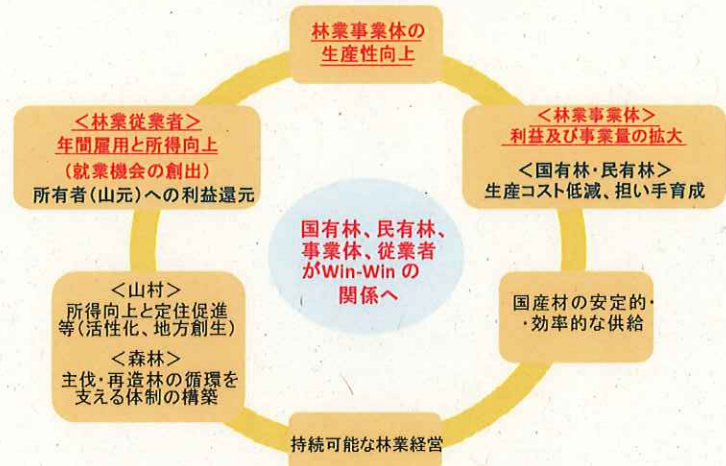 林業事業体の
生産性向上
＜林業従業者＞
年間雇用と所得向上
(就業機会の創出)
所有者(山元)への利益還元
＜林業事業体＞
利益及び事業量の拡大
＜国有林・民有林＞
生産コスト低減、担い手育成
国有林、民有林、
事業体、従業者
がWin-Win の
関係へ
＜山村＞
所得向上と定住促進
等(活性化、地方創生)
＜森林＞
主伐・再造林の循環を
支える体制の構築
国産材の安定的・
・効率的な供給
持続可能な林業経営